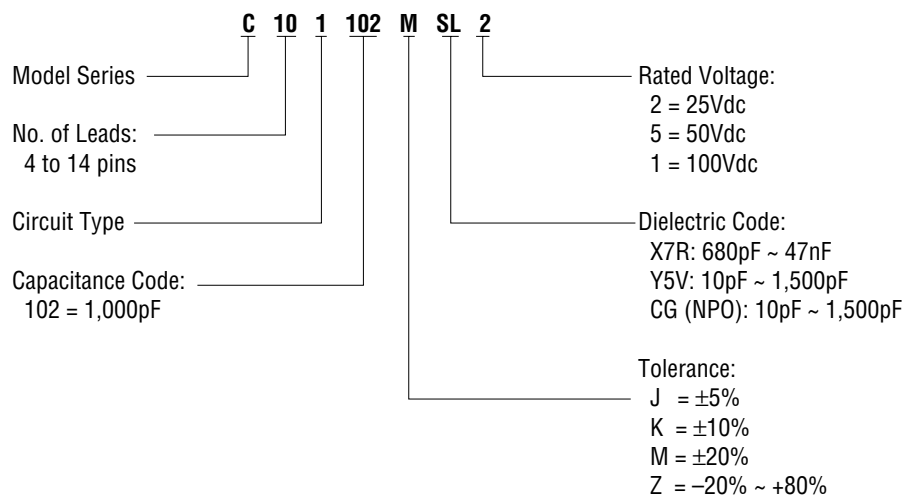 C 10 1 102 M SL 2
Model Series
No. of Leads:
4 to 14 pins
Circuit Type
Capacitance Code:
102 = 1,000pF
Rated Voltage:
2 = 25Vdc
5 = 50Vdc
1 = 100Vdc
Dielectric Code:
X7R: 680pF ~ 47nF
Y5V: 10pF ~ 1,500pF
CG (NPO): 10pF ~ 1,500pF
Tolerance:
J = ±5%
K = ±10%
M = ±20%
Z = –20% ~ +80%